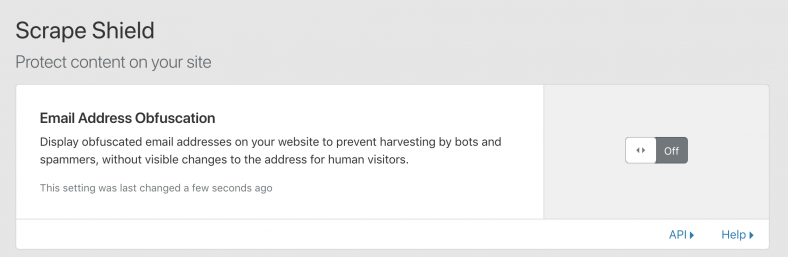 Scrape Shield
Protect content on your site
Email Address Obfuscation
Display obfuscated email addresses on your website to prevent harvesting by bots and
spammers, without visible changes to the address for human visitors.
This setting was last changed a few seconds ago
Off
API
Help